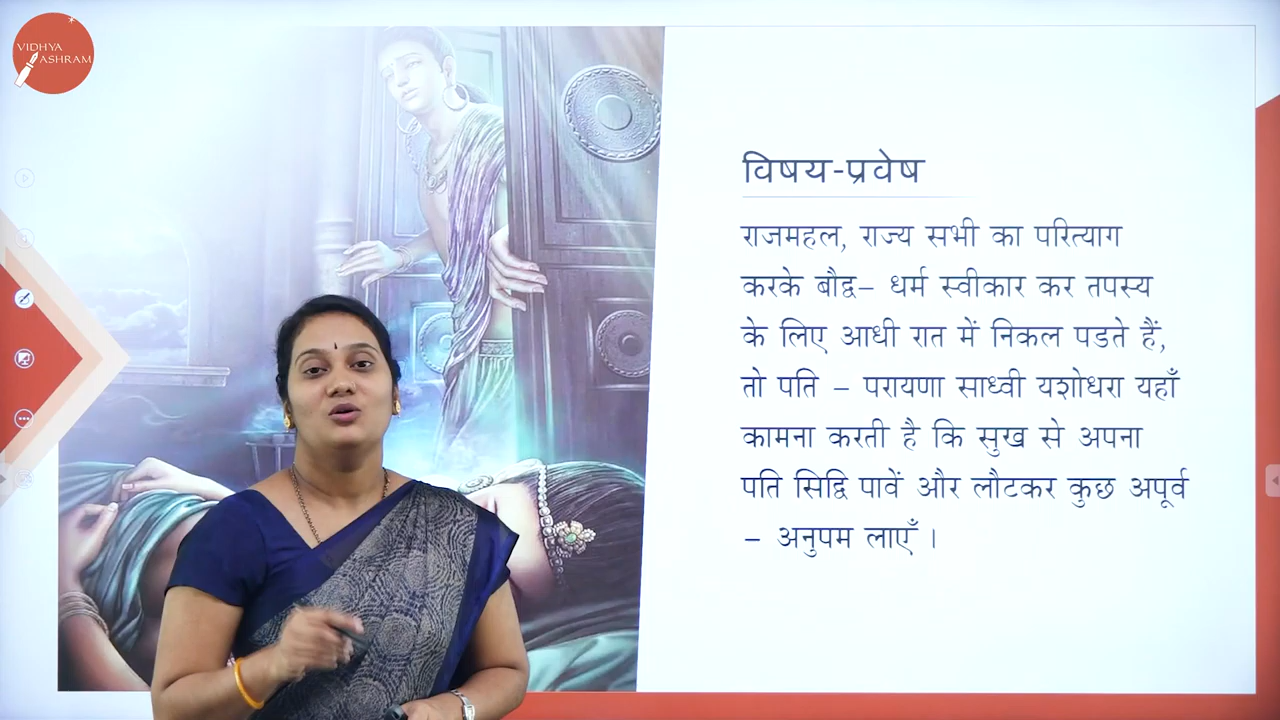 VIDHYA
ASHRAM
विषय-प्रवेष
राजमहल, राज्य सभी का परित्याग
करके बौद्व– धर्म स्वीकार कर तपस्य
के लिए आधी रात में निकल पडते हैं,
तो पति – परायणा साध्वी यशोधरा यहाँ
कामना करती है कि सुख से अपना
पति सिद्वि पावें और लौटकर कुछ अपूर्व
– अनुपम लाएँ ।